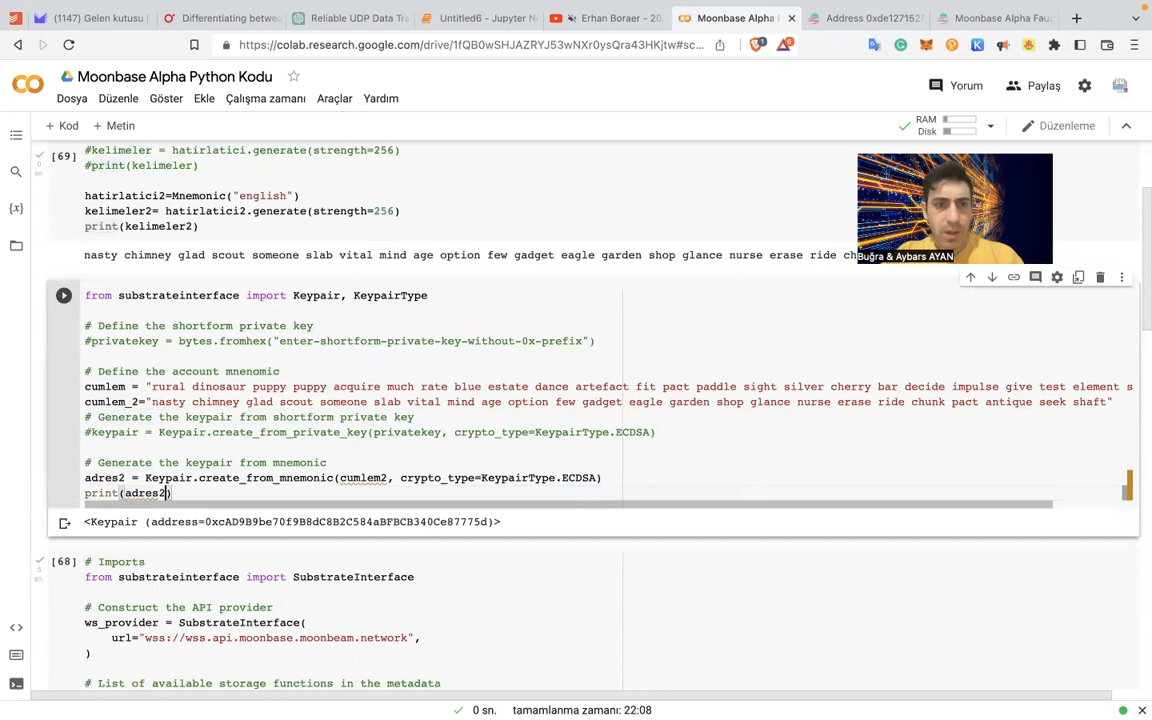 (1147) Gelen kutusu
Differentiating betwe
Reliable UDP Data Tra
Untitled6 - Jupyter N
Erhan Boraer - 202
Moonbase Alpha
Address 0xde127152F
Moonbase Alpha Fau
https://colab.research.google.com/drive/1fQB0wSHJAZRYJ53wNXr0ysQra43HKjtw#sc...
Moonbase Alpha Python Kodu
Yorum
Paylaş
Dosya Düzenle Göster Ekle Çalışma zamanı Araçlar Yardım
+ Kod + Metin
RAM
Disk
Düzenleme
[69]
#kelimeler = hatirlatici.generate(strength=256)
#print(kelimeler)
hatirlatici2=Mnemonic("english")
kelimeler2= hatirlatici2.generate(strength=256)
print(kelimeler2)
nasty chimney glad scout someone slab vital mind age option few gadget eagle garden shop glance nurse erase ride ch
Buğra & Aybars AYAN
from substrateinterface import Keypair, KeypairType
# Define the shortform private key
#privatekey = bytes.fromhex("enter-shortform-private-key-without-0x-prefix")
# Define the account mnenomic
cumlem = "rural dinosaur puppy puppy acquire much rate blue estate dance artefact fit pact paddle sight silver cherry bar decide impulse give test element s
cumlem_2="nasty chimney glad scout someone slab vital mind age option few gadget eagle garden shop glance nurse erase ride chunk pact antique seek shaft"
# Generate the keypair from shortform private key
#keypair = Keypair.create_from_private_key(privatekey, crypto_type=KeypairType.ECDSA)
# Generate the keypair from mnemonic
adres2 = Keypair.create_from_mnemonic(cumlem2, crypto_type=KeypairType.ECDSA)
print(adres2)
<Keypair (address=0xcAD9B9be70f9B8dC8B2C584aBFBCB340Ce87775d)>
[68]
# Imports
from substrateinterface import SubstrateInterface
# Construct the API provider
ws_provider = SubstrateInterface(
url="wss://wss.api.moonbase.moonbeam.network",
)
# List of available storage functions in the metadata
0 sn. tamamlanma zamanı: 22:08